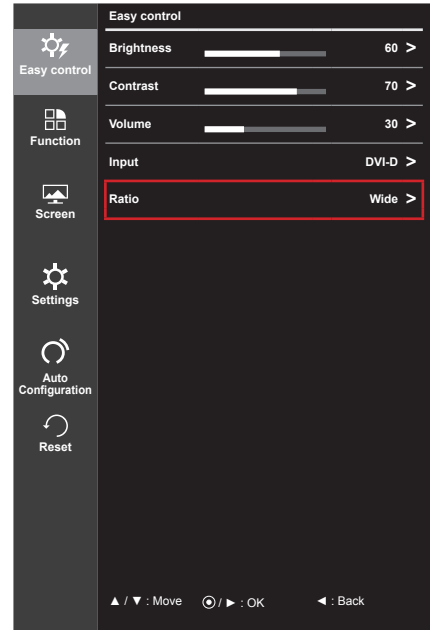 Easy control
Function
Screen
Settings
Auto
Configuration
Reset
Easy control
Brightness 60 >
Contrast 70 >
Volume 30 >
Input DVI-D >
Ratio Wide >
▲ / ▼ : Move ⦿ / ► : OK ◄ : Back